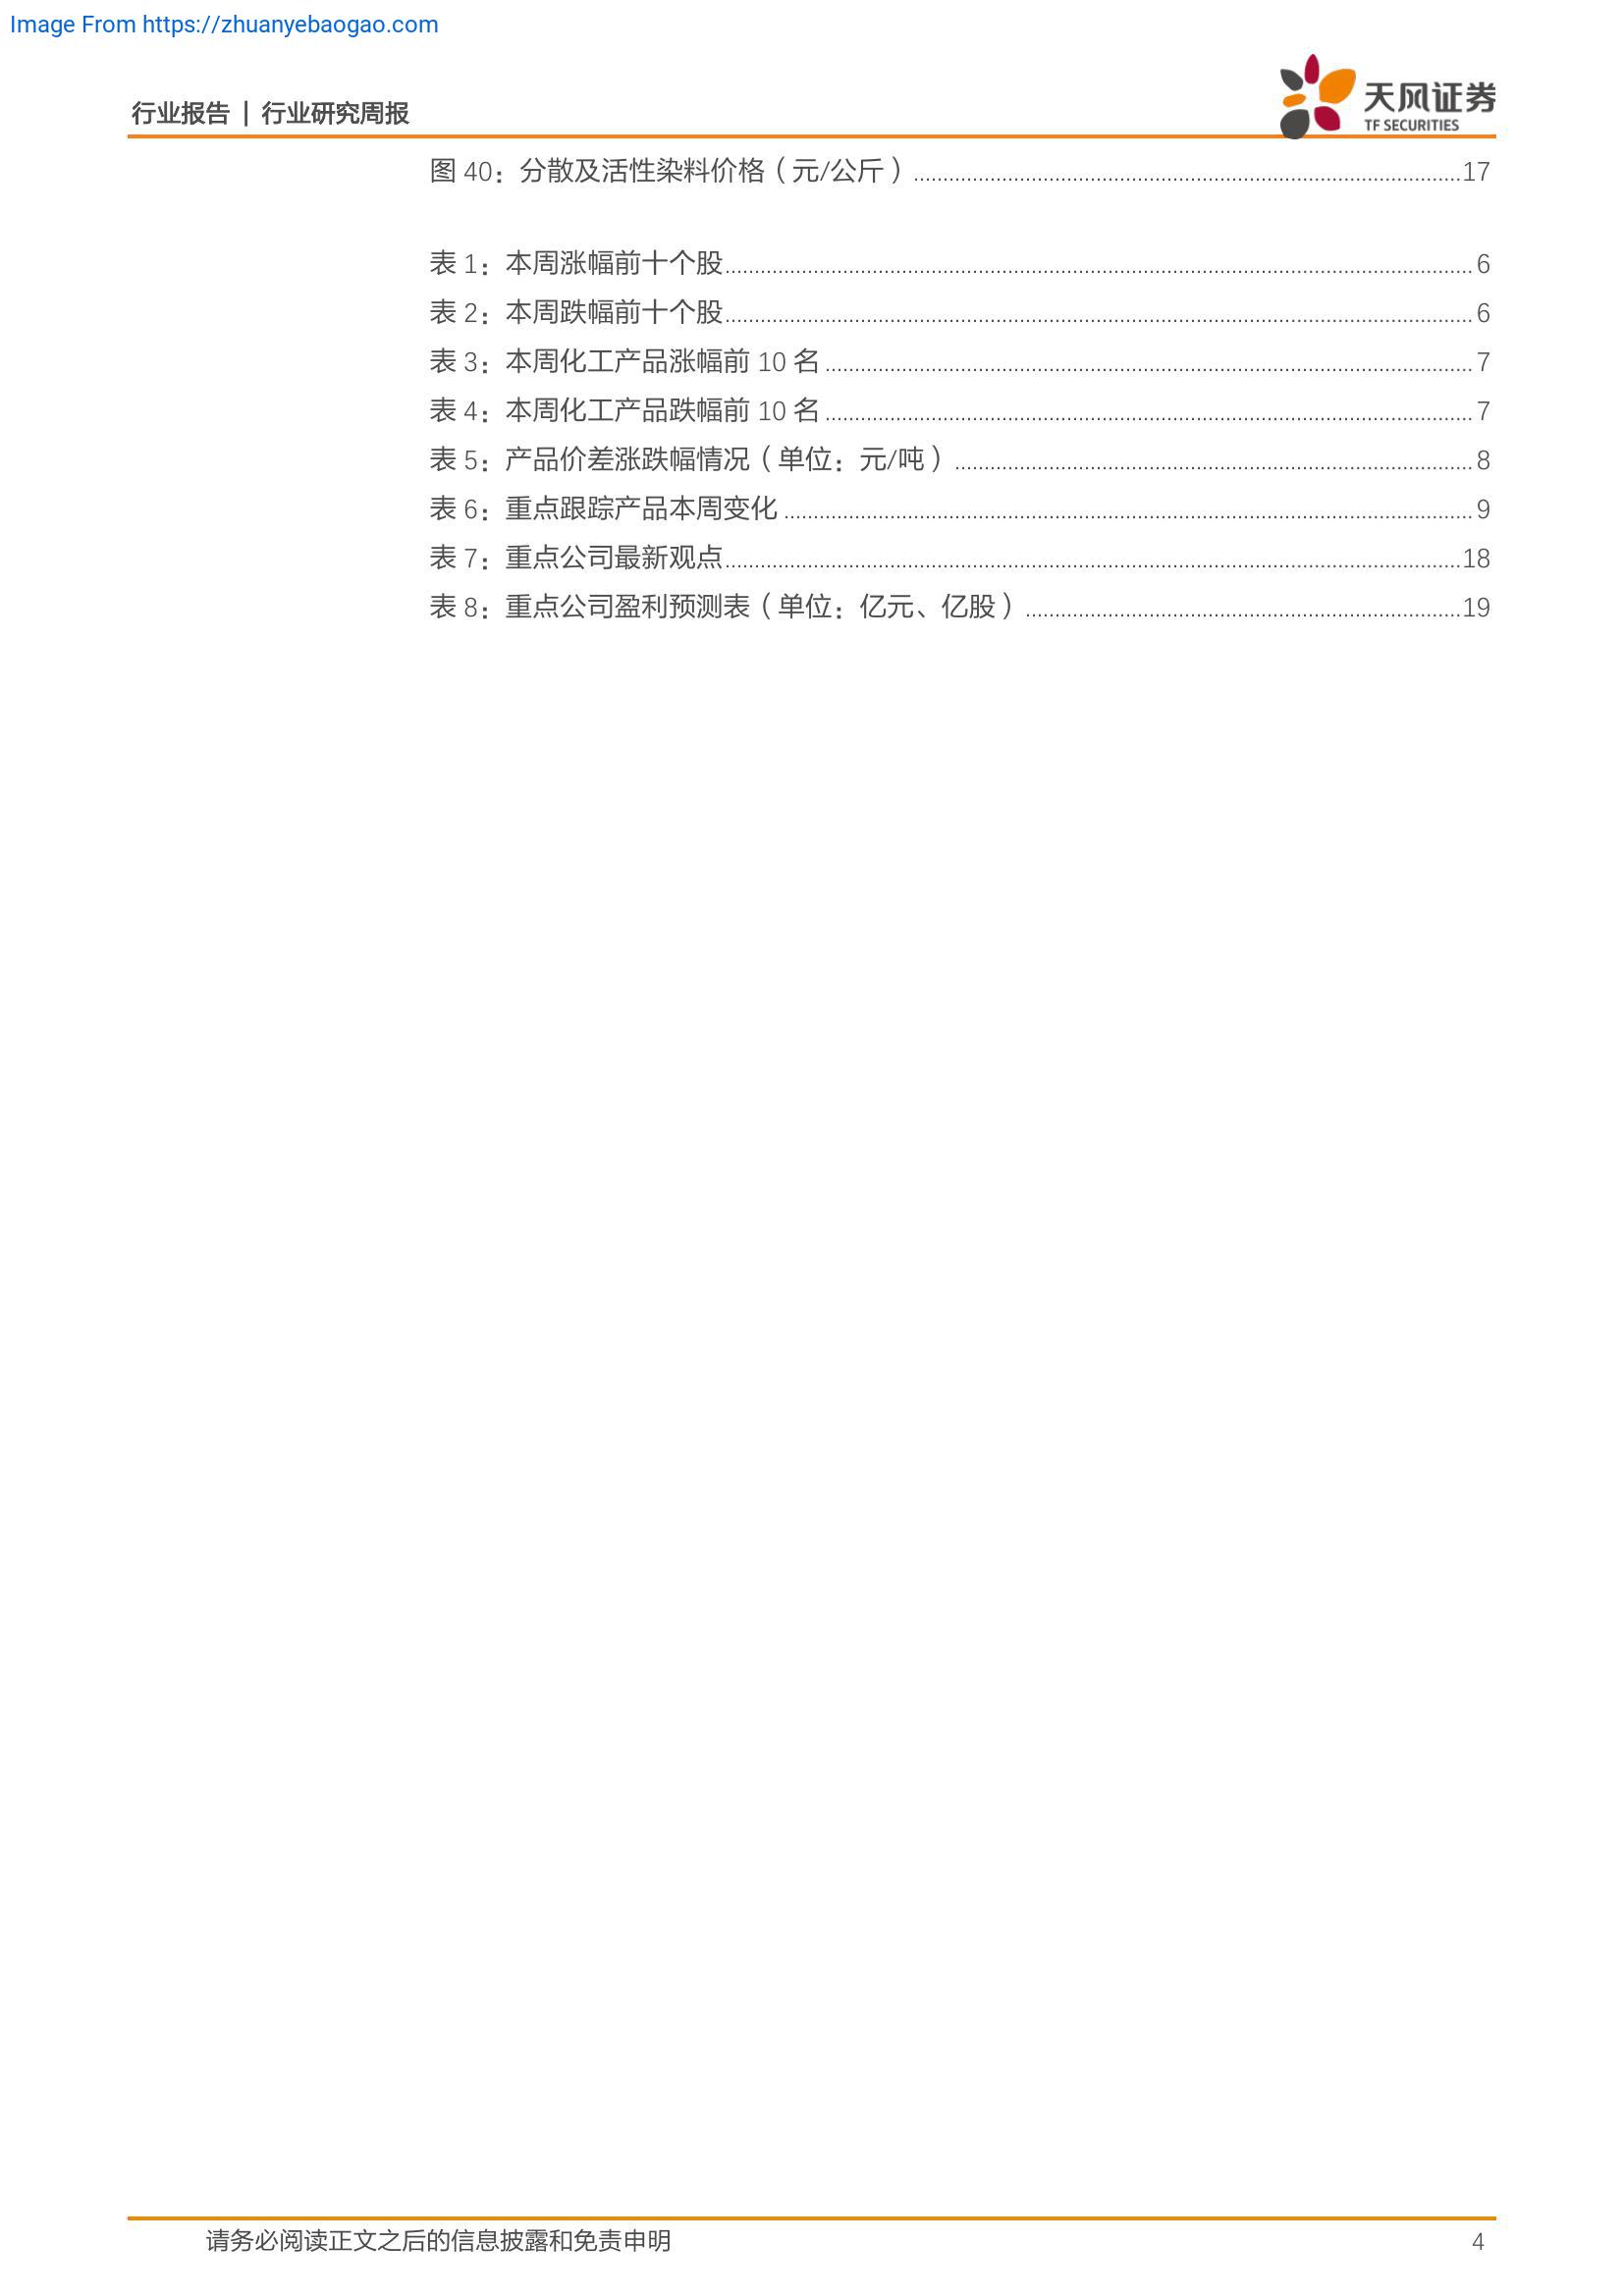 Image From https://zhuanyebaogao.com
行业报告 | 行业研究周报
天风证券
TF SECURITIES
图 40：分散及活性染料价格（元/公斤）......17
表 1：本周涨幅前十个股......6
表 2：本周跌幅前十个股......6
表 3：本周化工产品涨幅前 10 名......7
表 4：本周化工产品跌幅前 10 名......7
表 5：产品价差涨跌幅情况（单位：元/吨）......8
表 6：重点跟踪产品本周变化......9
表 7：重点公司最新观点......18
表 8：重点公司盈利预测表（单位：亿元、亿股）......19
请务必阅读正文之后的信息披露和免责申明
4